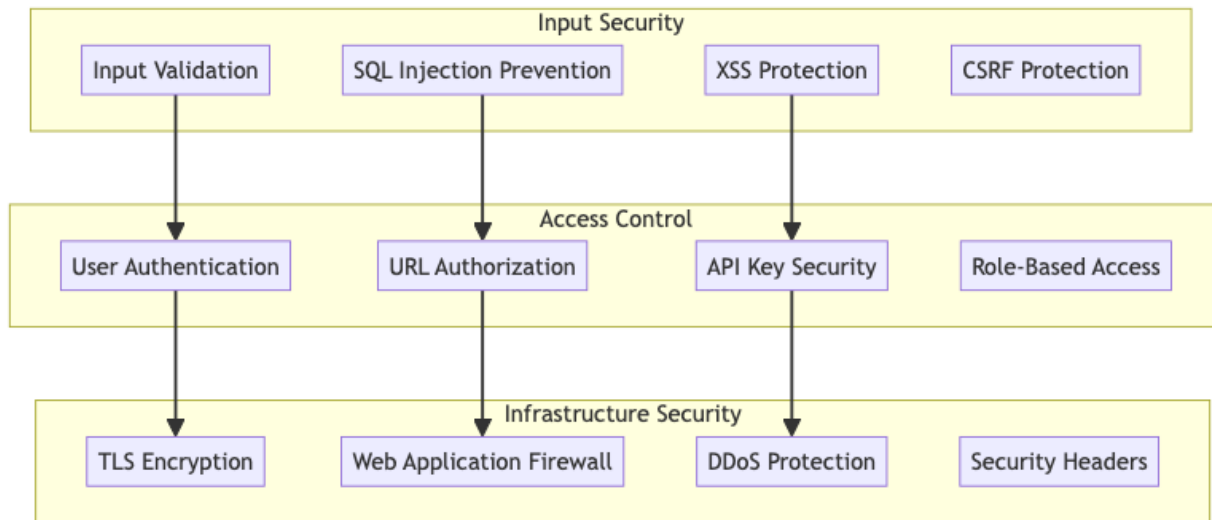 Input Security
Input Validation
SQL Injection Prevention
XSS Protection
CSRF Protection
Access Control
User Authentication
URL Authorization
API Key Security
Role-Based Access
Infrastructure Security
TLS Encryption
Web Application Firewall
DDoS Protection
Security Headers